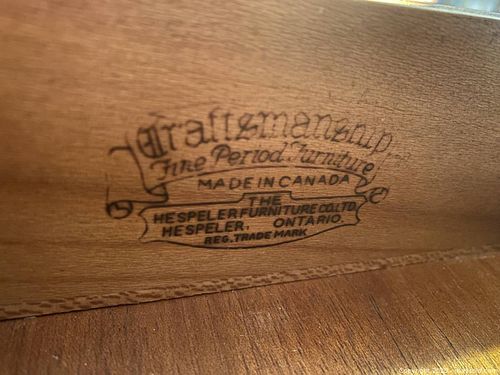 Craftsmanship
Fine Period Furniture
MADE IN CANADA
THE
HESPELER FURNITURE CO. LTD.
HESPELER, ONTARIO.
REG. TRADE MARK